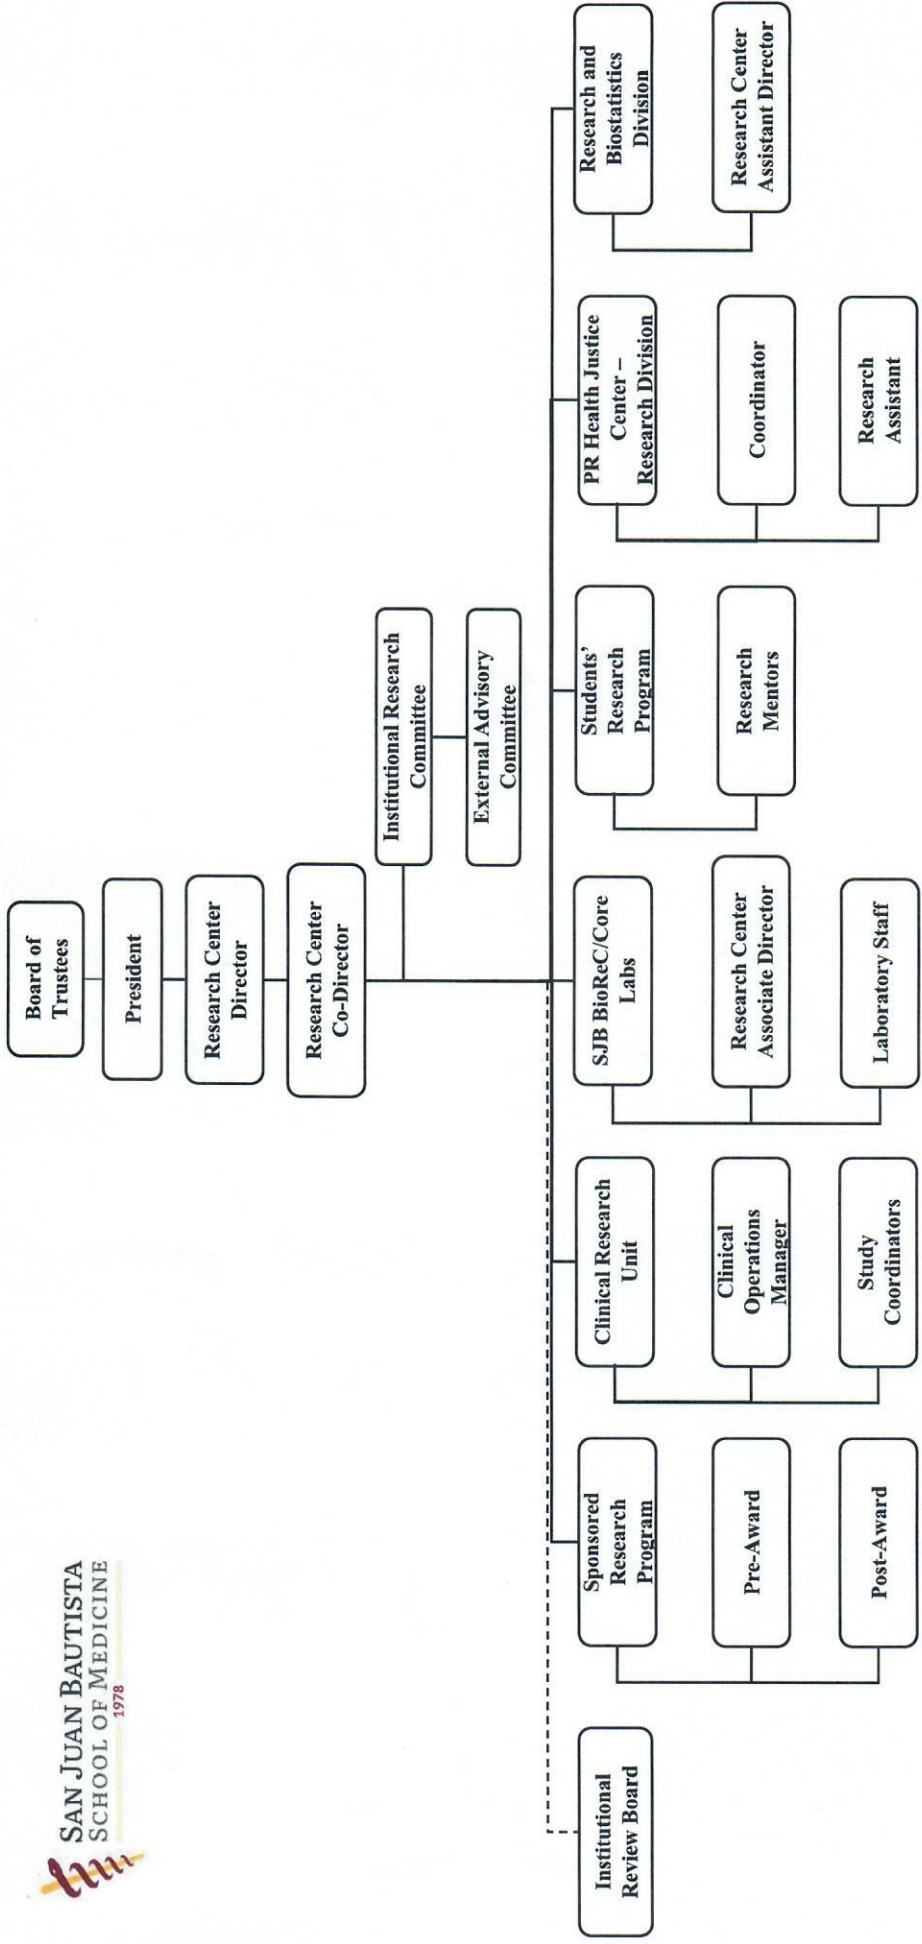 SAN JUAN BAUTISTA
SCHOOL OF MEDICINE
1978
Board of
Trustees
President
Research Center
Director
Research Center
Co-Director
Institutional Research
Committee
External Advisory
Committee
Institutional
Review Board
Sponsored
Research
Program
Pre-Award
Post-Award
Clinical Research
Unit
Clinical
Operations
Manager
Study
Coordinators
SJB BioReC/Core
Labs
Research Center
Associate Director
Laboratory Staff
Students’
Research
Program
Research
Mentors
PR Health Justice
Center –
Research Division
Coordinator
Research
Assistant
Research and
Biostatistics
Division
Research Center
Assistant Director